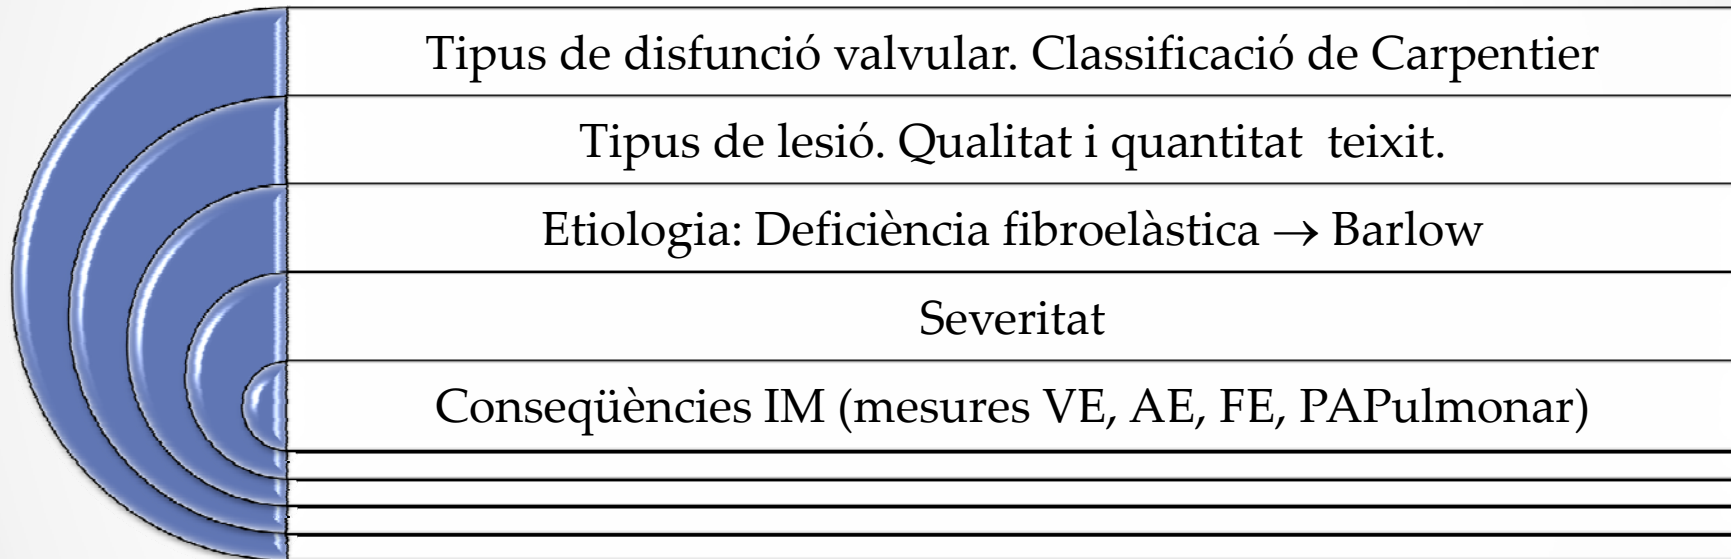 Tipus de disfunció valvular. Classificació de Carpentier
Tipus de lesió. Qualitat i quantitat  teixit.
Etiologia: Deficiència fibroelàstica → Barlow
Severitat
Conseqüències IM (mesures VE, AE, FE, PAPulmonar)